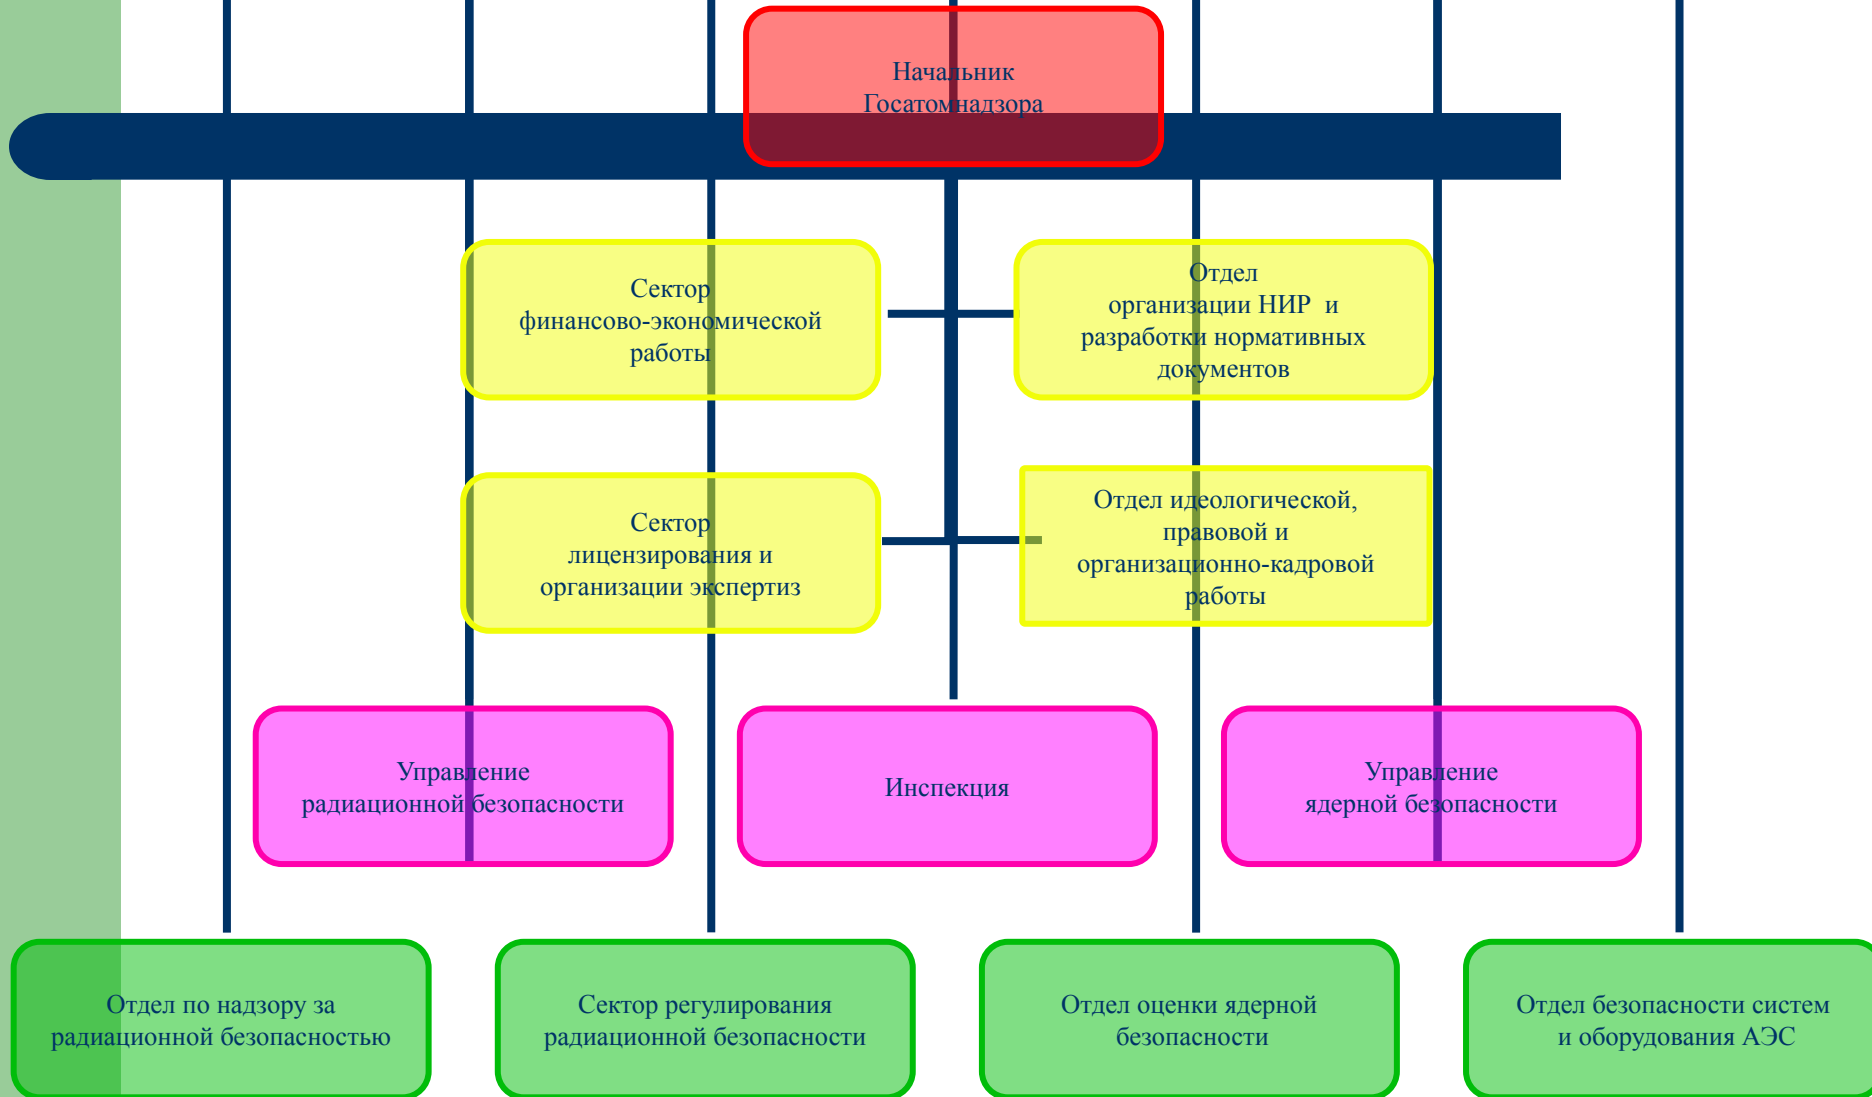 Начальник
Госатомнадзора
Сектор
финансово-экономической
работы
Отдел
организации НИР и
разработки нормативных
документов
Сектор
лицензирования и
организации экспертиз
Отдел идеологической,
правовой и
организационно-кадровой
работы
Управление
радиационной безопасности
Инспекция
Управление
ядерной безопасности
Отдел по надзору за
радиационной безопасностью
Сектор регулирования
радиационной безопасности
Отдел оценки ядерной
безопасности
Отдел безопасности систем
и оборудования АЭС